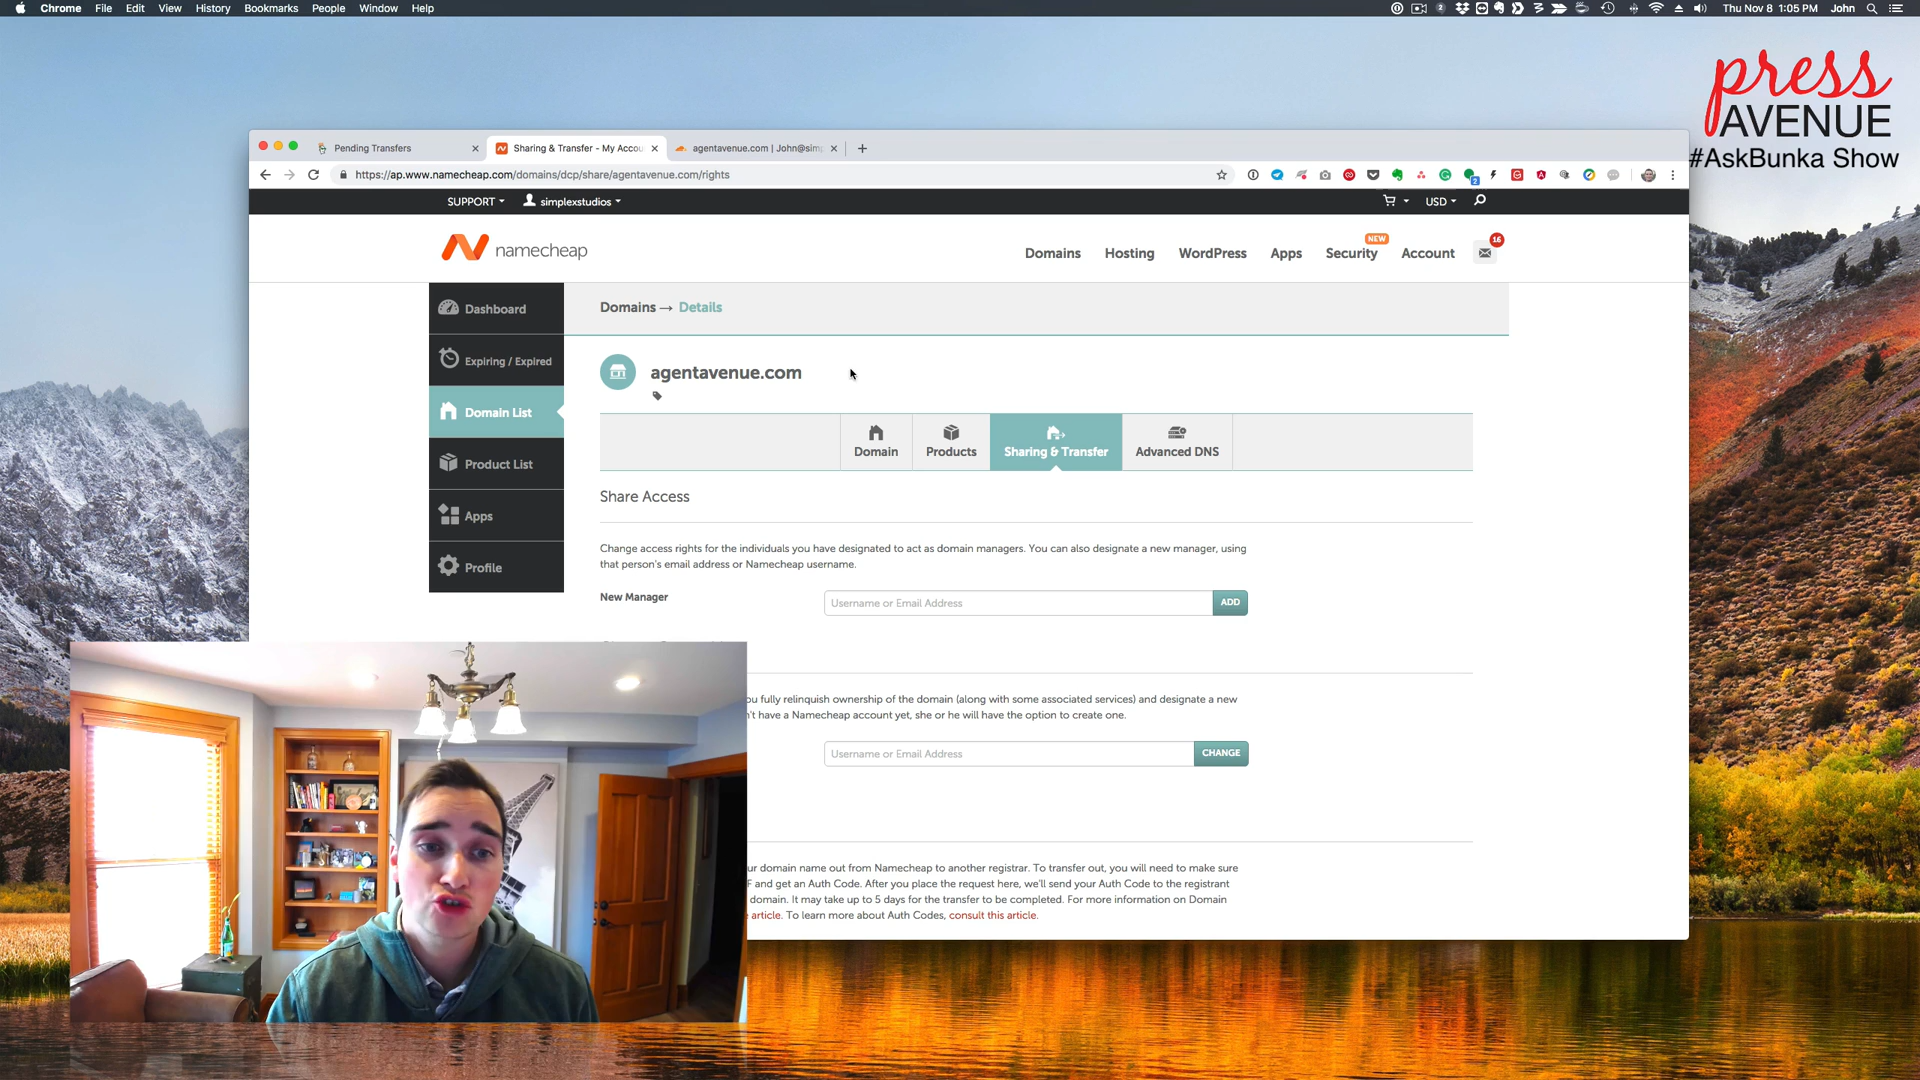 Chrome File Edit View History Bookmarks People Window Help
Thu Nov 8 1:05 PM John
press
AVENUE
#AskBunka Show
Pending Transfers
Sharing & Transfer - My Accou
agentavenue.com | John@sim
https://ap.www.namecheap.com/domains/dcp/share/agentavenue.com/rights
SUPPORT simplexstudios
USD
namecheap
Domains Hosting WordPress Apps Security NEW Account 16
Dashboard
Expiring / Expired
Domain List
Product List
Apps
Profile
Domains → Details
agentavenue.com
Domain Products Sharing & Transfer Advanced DNS
Share Access
Change access rights for the individuals you have designated to act as domain managers. You can also designate a new manager, using
that person's email address or Namecheap username.
New Manager Username or Email Address ADD
ou fully relinquish ownership of the domain (along with some associated services) and designate a new
n't have a Namecheap account yet, she or he will have the option to create one.
Username or Email Address CHANGE
ur domain name out from Namecheap to another registrar. To transfer out, you will need to make sure
F and get an Auth Code. After you place the request here, we'll send your Auth Code to the registrant
domain. It may take up to 5 days for the transfer to be completed. For more information on Domain
article. To learn more about Auth Codes, consult this article.